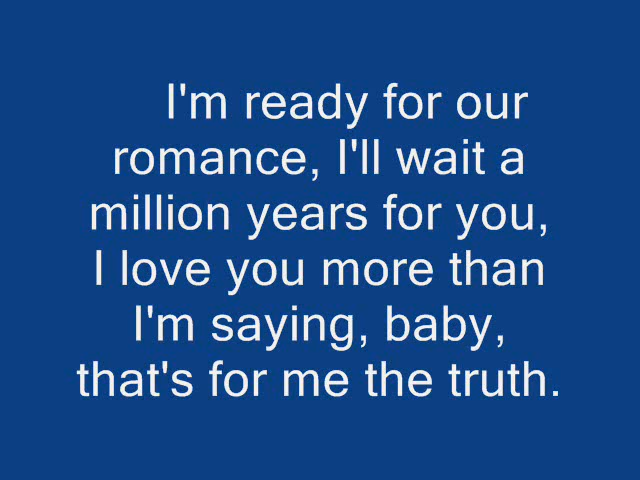 I'm ready for our
romance, I'll wait a
million years for you,
I love you more than
I'm saying, baby,
that's for me the truth.